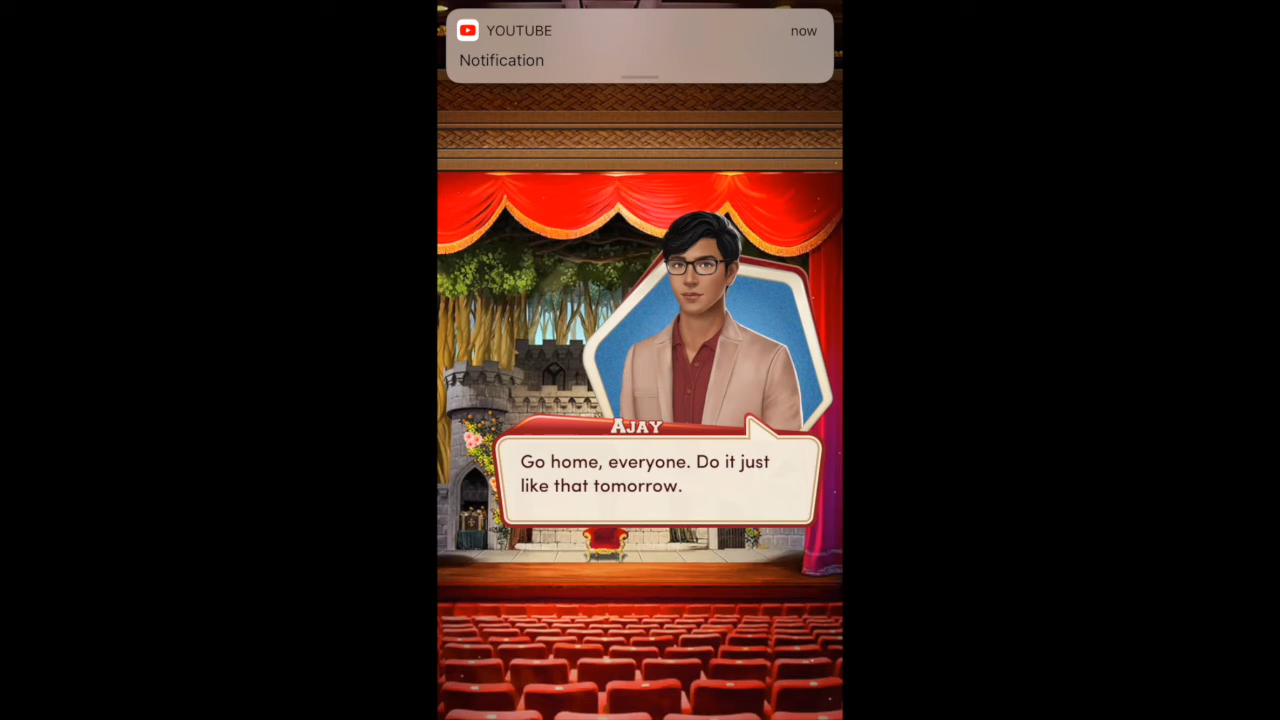 YOUTUBE now
Notification
AJAY
Go home, everyone. Do it just
like that tomorrow.